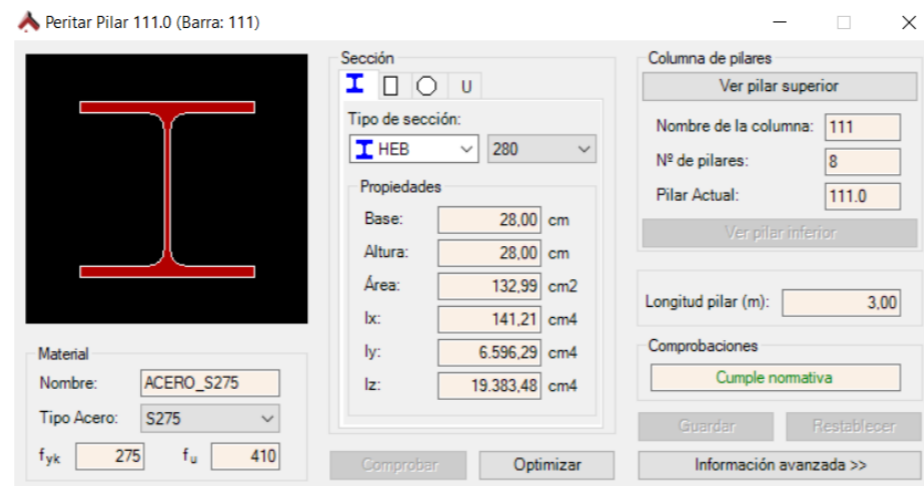 Peritar Pilar 111.0 (Barra: 111)
Sección
U
Tipo de sección:
HEB 280
Propiedades
Base: 28,00 cm
Altura: 28,00 cm
Área: 132,99 cm2
Ix: 141,21 cm4
Iy: 6.596,29 cm4
Iz: 19.383,48 cm4
Material
Nombre: ACERO_S275
Tipo Acero: S275
fyk 275 fu 410
Comprobar Optimizar
Columna de pilares
Ver pilar superior
Nombre de la columna: 111
Nº de pilares: 8
Pilar Actual: 111.0
Ver pilar inferior
Longitud pilar (m): 3,00
Comprobaciones
Cumple normativa
Guardar Restablecer
Información avanzada >>